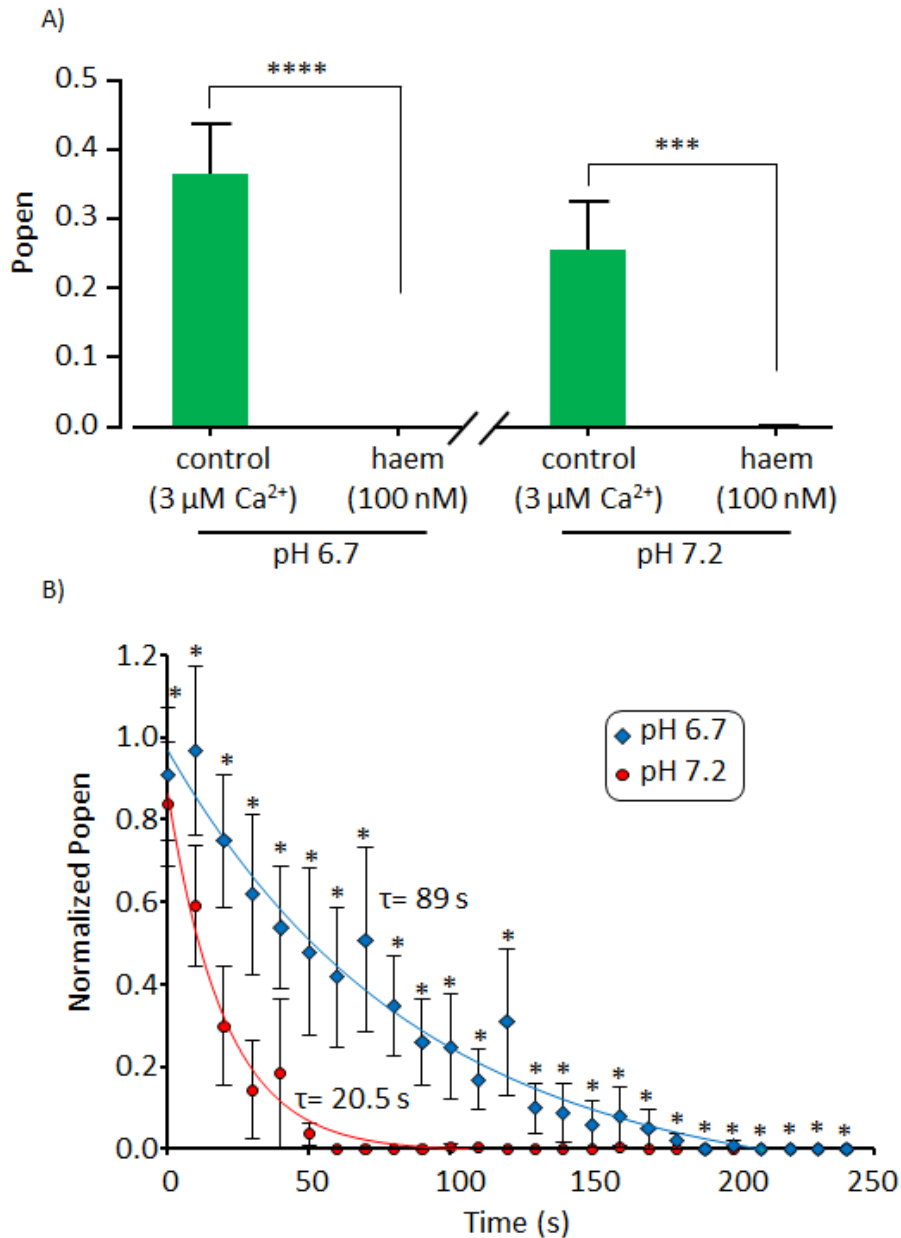 A)
****
***
0.5
0.4
0.3
0.2
0.1
0.0
Popen
control
(3 µM Ca²⁺)
haem
(100 nM)
control
(3 µM Ca²⁺)
haem
(100 nM)
pH 6.7
pH 7.2
B)
1.2
1.0
0.8
0.6
0.4
0.2
0.0
Normalized Popen
* * * * * * * * * * * * * * * * * * * * * * * * *
pH 6.7
pH 7.2
τ= 89 s
τ= 20.5 s
0 50 100 150 200 250
Time (s)